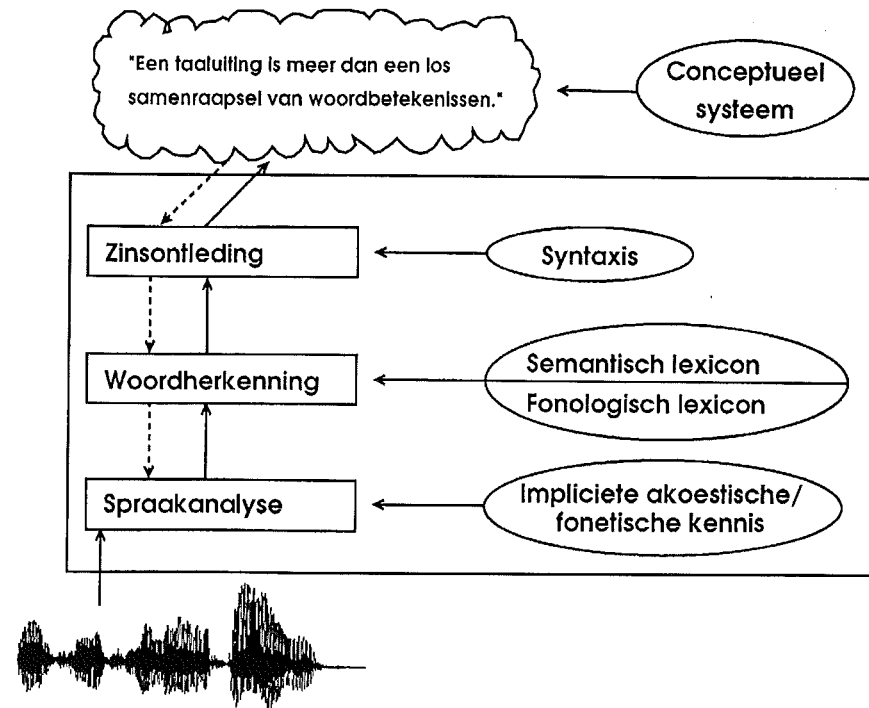 "Een taaluiting is meer dan een los
samenraapsel van woordbetekenissen."
Conceptueel
systeem
Zinsontleding
Syntaxis
Woordherkenning
Semantisch lexicon
Fonologisch lexicon
Spraakanalyse
Impliciete akoestische/
fonetische kennis